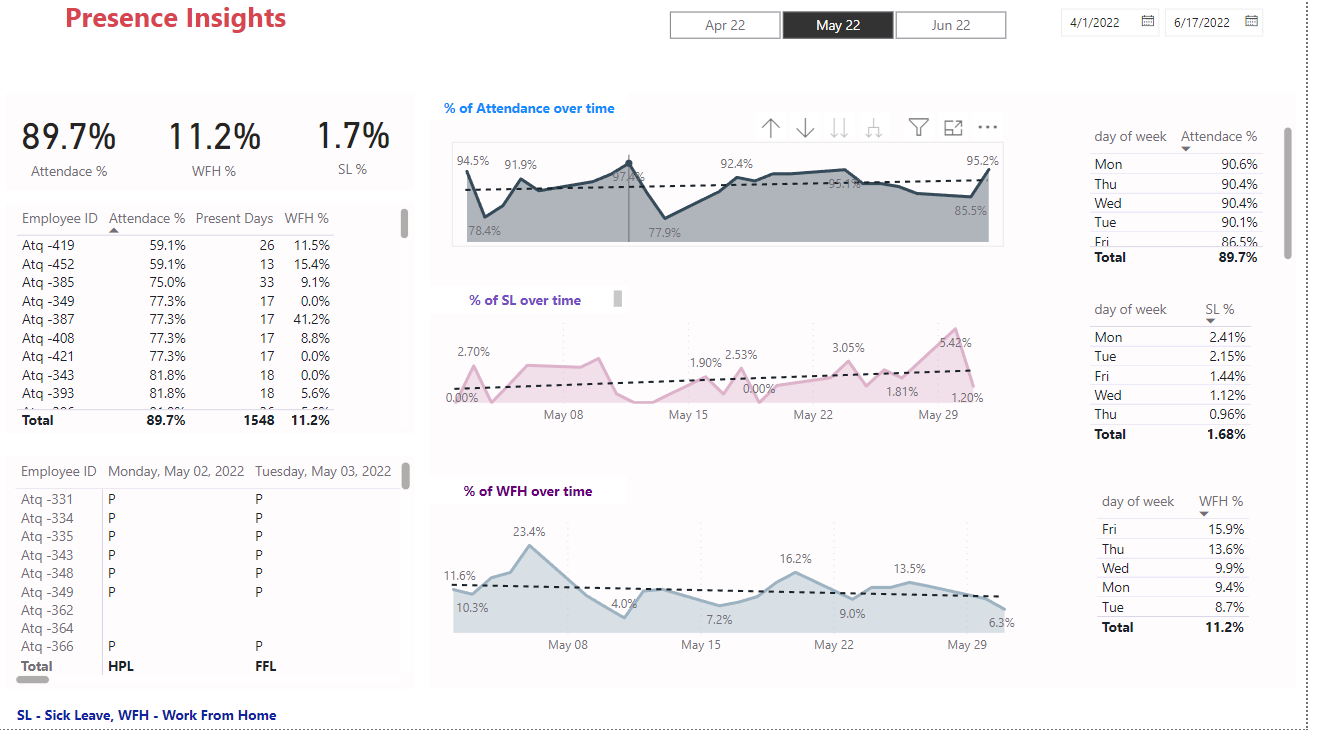 Presence Insights
Apr 22
May 22
Jun 22
4/1/2022
6/17/2022
89.7%
Attendace %
11.2%
WFH %
1.7%
SL %
Employee ID Attendace % Present Days WFH %
Atq -419 59.1% 26 11.5%
Atq -452 59.1% 13 15.4%
Atq -385 75.0% 33 9.1%
Atq -349 77.3% 17 0.0%
Atq -387 77.3% 17 41.2%
Atq -408 77.3% 17 8.8%
Atq -421 77.3% 17 0.0%
Atq -343 81.8% 18 0.0%
Atq -393 81.8% 18 5.6%
Total 89.7% 1548 11.2%
Employee ID Monday, May 02, 2022 Tuesday, May 03, 2022
Atq -331 P P
Atq -334 P P
Atq -335 P P
Atq -343 P P
Atq -348 P P
Atq -349 P P
Atq -362
Atq -364
Atq -366 P P
Total HPL FFL
% of Attendance over time
94.5% 91.9% 97.4% 92.4% 95.1% 95.2%
78.4% 77.9% 85.5%
% of SL over time
2.70% 1.90% 2.53% 3.05% 5.42%
0.00% 0.00% 1.81% 1.20%
May 08 May 15 May 22 May 29
% of WFH over time
11.6% 23.4% 16.2% 13.5%
10.3% 4.0% 7.2% 9.0% 6.3%
May 08 May 15 May 22 May 29
day of week Attendace %
Mon 90.6%
Thu 90.4%
Wed 90.4%
Tue 90.1%
Fri 86.5%
Total 89.7%
day of week SL %
Mon 2.41%
Tue 2.15%
Fri 1.44%
Wed 1.12%
Thu 0.96%
Total 1.68%
day of week WFH %
Fri 15.9%
Thu 13.6%
Wed 9.9%
Mon 9.4%
Tue 8.7%
Total 11.2%
SL - Sick Leave, WFH - Work From Home